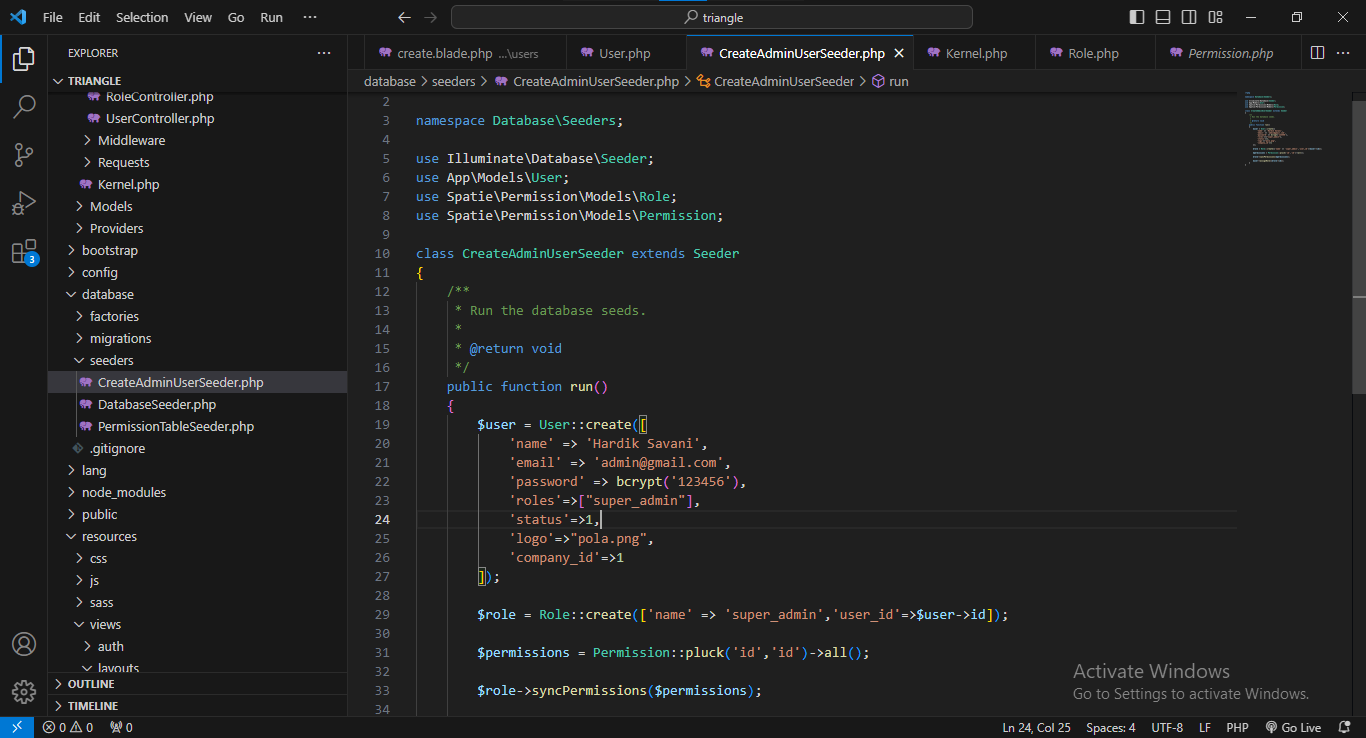 File Edit Selection View Go Run ··· triangle
EXPLORER ···
create.blade.php ...\users User.php CreateAdminUserSeeder.php Kernel.php Role.php Permission.php ···
database > seeders > CreateAdminUserSeeder.php > CreateAdminUserSeeder > run
TRIANGLE
RoleController.php
UserController.php
Middleware
Requests
Kernel.php
Models
Providers
bootstrap
config
database
factories
migrations
seeders
CreateAdminUserSeeder.php
DatabaseSeeder.php
PermissionTableSeeder.php
.gitignore
lang
node_modules
public
resources
css
js
sass
views
auth
layouts
OUTLINE
TIMELINE
3
2
3 namespace Database\Seeders;
4
5 use Illuminate\Database\Seeder;
6 use App\Models\User;
7 use Spatie\Permission\Models\Role;
8 use Spatie\Permission\Models\Permission;
9
10 class CreateAdminUserSeeder extends Seeder
11 {
12 /**
13 * Run the database seeds.
14 *
15 * @return void
16 */
17 public function run()
18 {
19 $user = User::create([
20 'name' => 'Hardik Savani',
21 'email' => 'admin@gmail.com',
22 'password' => bcrypt('123456'),
23 'roles'=>["super_admin"],
24 'status'=>1,
25 'logo'=>"pola.png",
26 'company_id'=>1
27 ]);
28
29 $role = Role::create(['name' => 'super_admin','user_id'=>$user->id]);
30
31 $permissions = Permission::pluck('id','id')->all();
32
33 $role->syncPermissions($permissions);
34
Activate Windows
Go to Settings to activate Windows.
0 0 0 Ln 24, Col 25 Spaces: 4 UTF-8 LF PHP Go Live